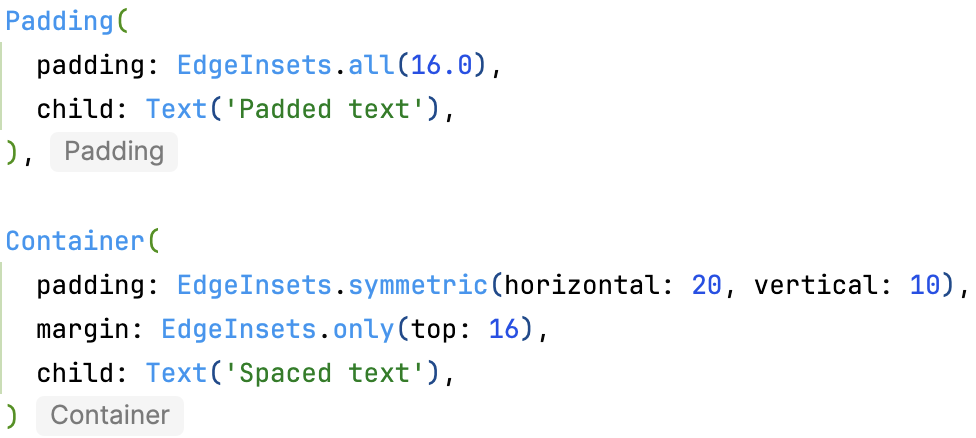 Padding(
  padding: EdgeInsets.all(16.0),
  child: Text('Padded text'),
), Padding

Container(
  padding: EdgeInsets.symmetric(horizontal: 20, vertical: 10),
  margin: EdgeInsets.only(top: 16),
  child: Text('Spaced text'),
) Container